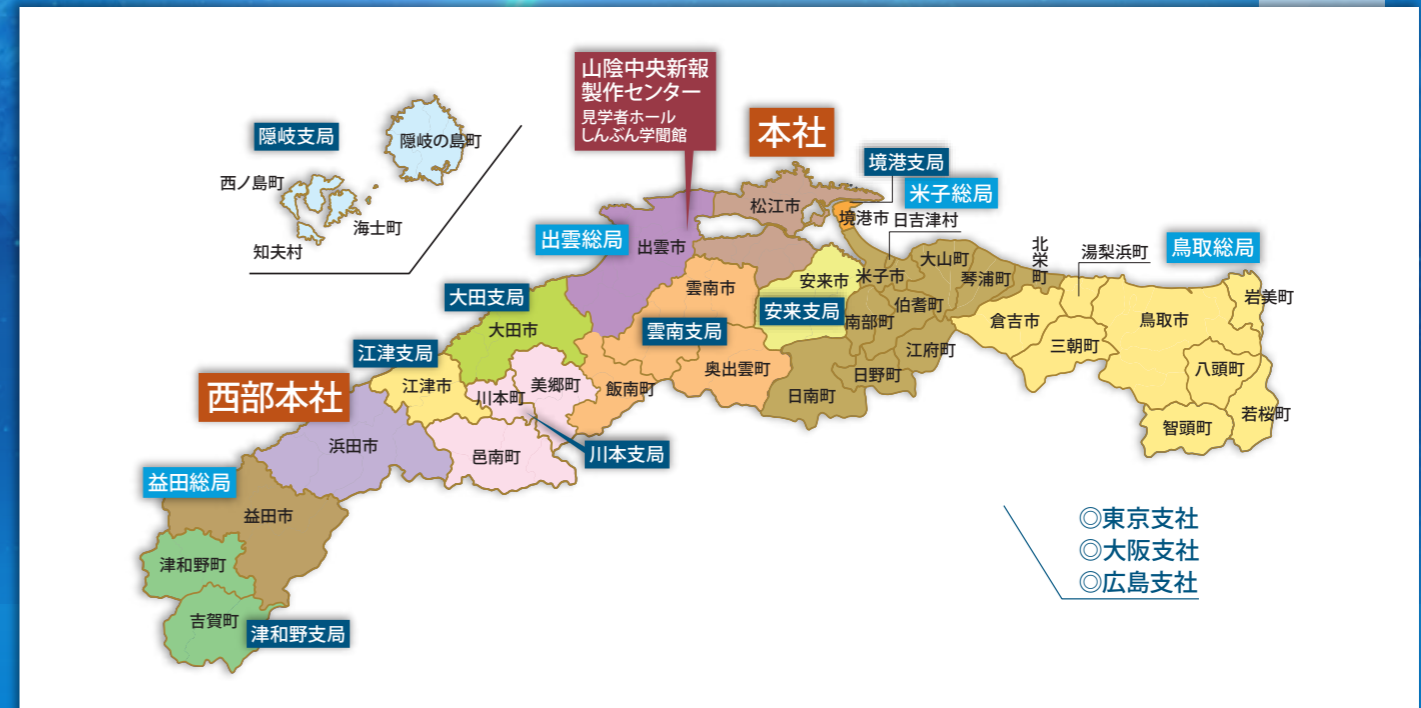 山陰中央新報
製作センター
見学者ホール
しんぶん学聞館
本社
境港支局
米子総局
隠岐支局
隠岐の島町
西ノ島町
海士町
知夫村
松江市
境港市
日吉津村
出雲総局
出雲市
北栄町
湯梨浜町
鳥取総局
大田支局
大田市
雲南市
安来市
米子市
大山町
琴浦町
岩美町
安来支局
雲南支局
南部町
伯耆町
倉吉市
鳥取市
江津支局
江津市
江府町
三朝町
八頭町
西部本社
川本町
美郷町
飯南町
奥出雲町
日南町
日野町
若桜町
智頭町
浜田市
邑南町
川本支局
益田総局
益田市
津和野町
吉賀町
津和野支局
◎東京支社
◎大阪支社
◎広島支社